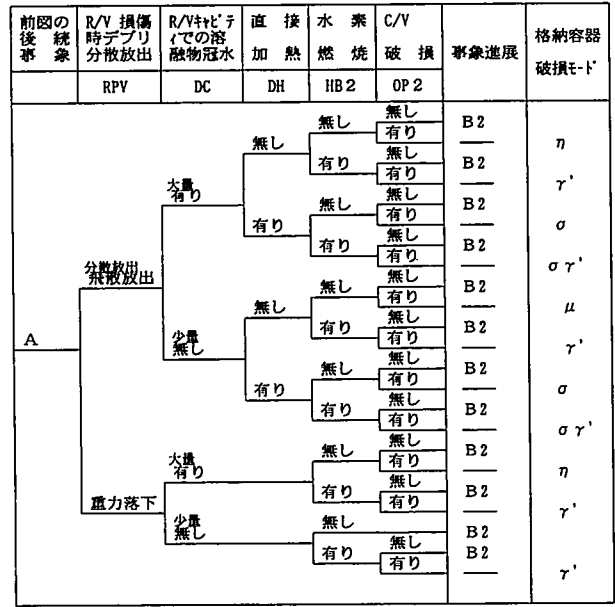 前図の R/V 損傷 R/Vｷｬﾋﾞﾃ 直接 水素 C/V 事象進展 格納容器
後続 時デブリ ｨでの溶 加熱 燃焼 破損 破損ﾓｰﾄﾞ
事象 分散放出 融物冠水
RPV DC DH HB2 OP2
無し B2
無し 有り η
無し 無し B2
有り 有り γ'
大量
有り
無し B2
無し 有り σ
有り 無し B2
有り 有り σγ'
分散放出
飛散放出
無し B2
無し 有り μ
無し 無し B2
有り 有り γ'
A
少量
無し
無し B2
無し 有り σ
有り 無し B2
有り 有り σγ'
無し B2
無し 有り η
大量
有り
無し B2
有り 有り γ'
重力落下
少量
無し
無し B2
無し B2
有り 有り γ'